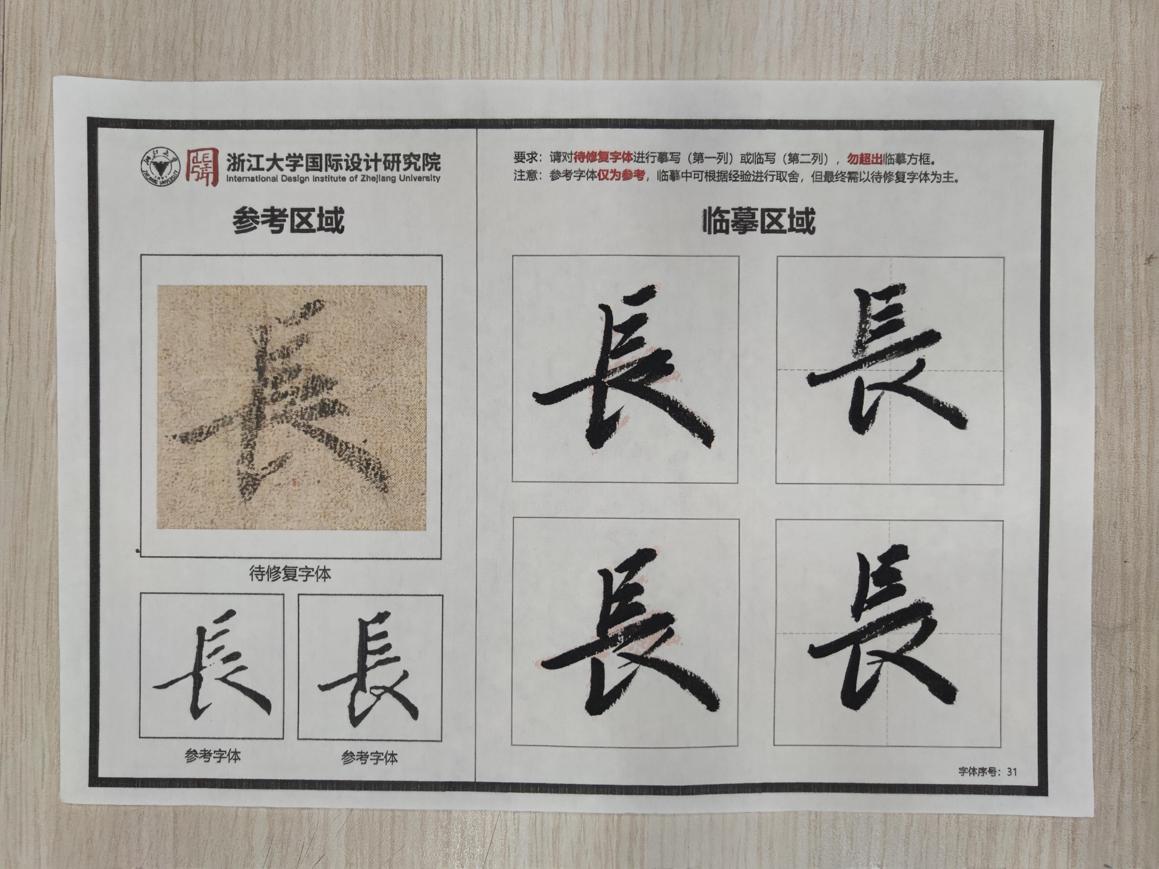 浙江大学国际设计研究院
International Design Institute of Zhejiang University
要求：请对待修复字体进行摹写（第一列）或临写（第二列），勿超出临摹方框。
注意：参考字体仅为参考，临摹中可根据经验进行取舍，但最终需以待修复字体为主。
参考区域
長
待修复字体
長 長
参考字体 参考字体
临摹区域
長 長
長 長
字体序号：31